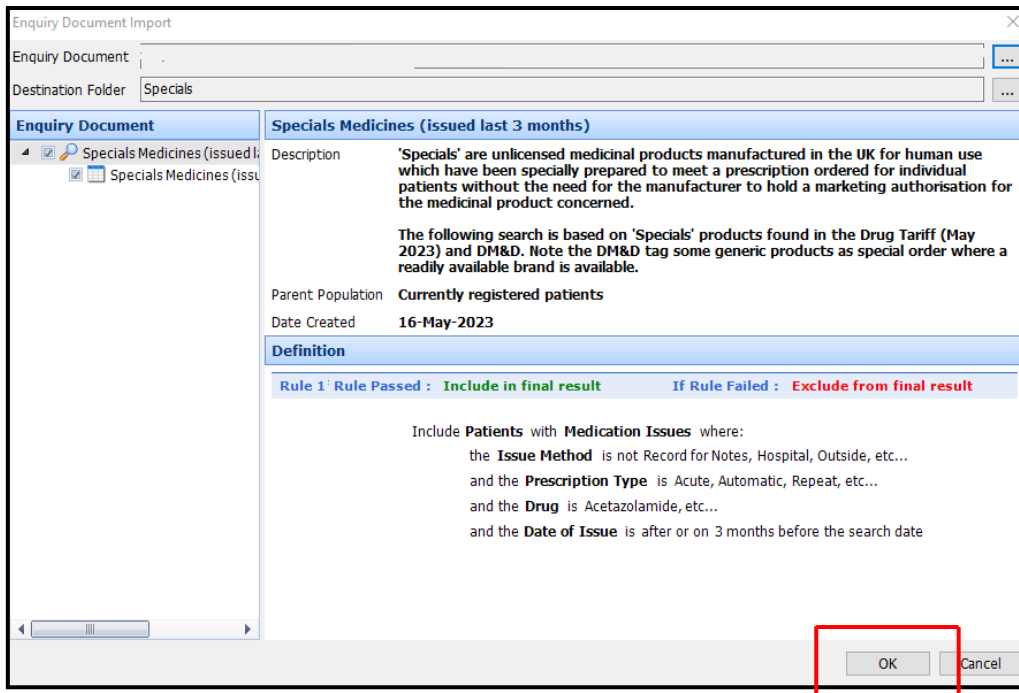 Enquiry Document Import
Enquiry Document
...
Destination Folder Specials
...
Enquiry Document
Specials Medicines (issued l
Specials Medicines (issu
Specials Medicines (issued last 3 months)
Description 'Specials' are unlicensed medicinal products manufactured in the UK for human use
which have been specially prepared to meet a prescription ordered for individual
patients without the need for the manufacturer to hold a marketing authorisation for
the medicinal product concerned.
The following search is based on 'Specials' products found in the Drug Tariff (May
2023) and DM&D. Note the DM&D tag some generic products as special order where a
readily available brand is available.
Parent Population Currently registered patients
Date Created 16-May-2023
Definition
Rule 1 Rule Passed : Include in final result If Rule Failed : Exclude from final result
Include Patients with Medication Issues where:
the Issue Method is not Record for Notes, Hospital, Outside, etc...
and the Prescription Type is Acute, Automatic, Repeat, etc...
and the Drug is Acetazolamide, etc...
and the Date of Issue is after or on 3 months before the search date
OK Cancel